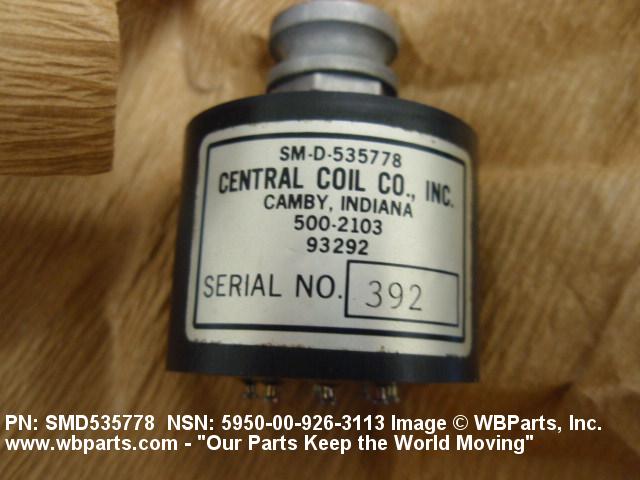 SM-D-535778
CENTRAL COIL CO., INC.
CAMBY, INDIANA
500-2103
93292
SERIAL NO. 392
PN: SMD535778 NSN: 5950-00-926-3113 Image © WBParts, Inc.
www.wbparts.com - "Our Parts Keep the World Moving"